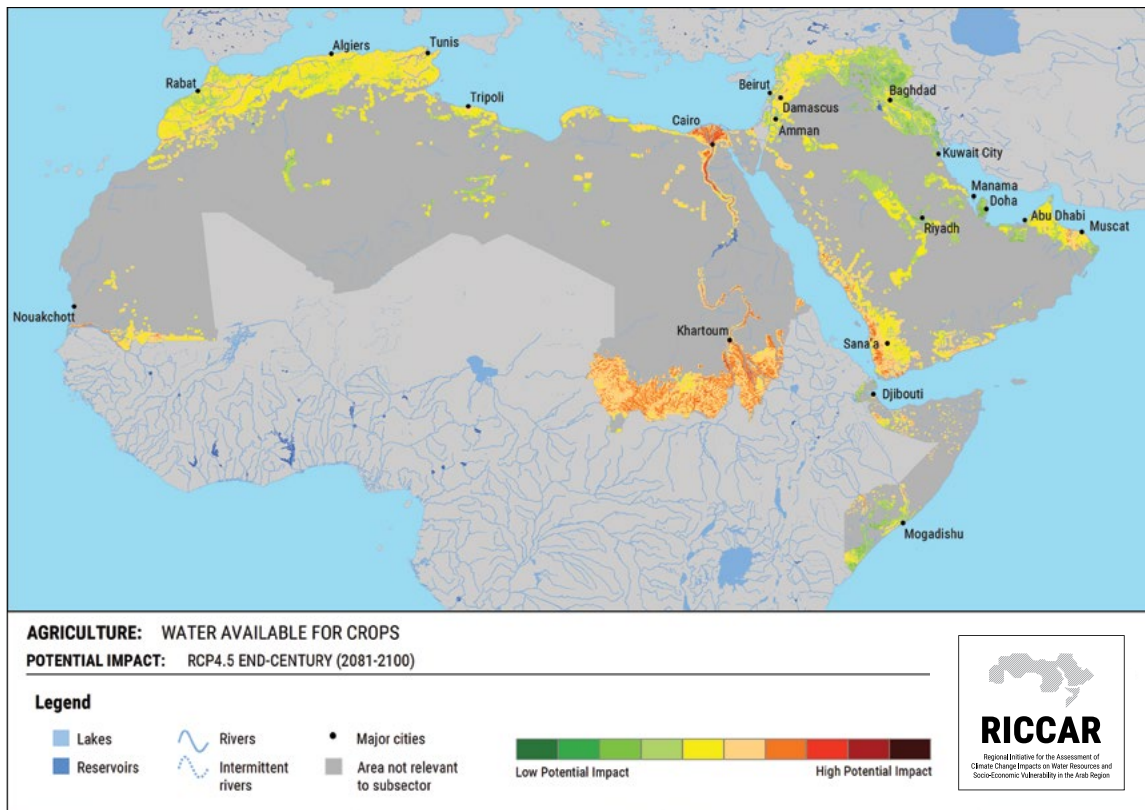 Algiers
Tunis
Rabat
Tripoli
Beirut
Damascus
Baghdad
Cairo
Amman
Kuwait City
Manama
Doha
Abu Dhabi
Muscat
Riyadh
Nouakchott
Khartoum
Sana'a
Djibouti
Mogadishu
AGRICULTURE: WATER AVAILABLE FOR CROPS
POTENTIAL IMPACT: RCP4.5 END-CENTURY (2081-2100)
Legend
Lakes
Rivers
Major cities
Reservoirs
Intermittent
rivers
Area not relevant
to subsector
Low Potential Impact
High Potential Impact
RICCAR
Regional Initiative for the Assessment of
Climate Change Impacts on Water Resources and
Socio-Economic Vulnerability in the Arab Region